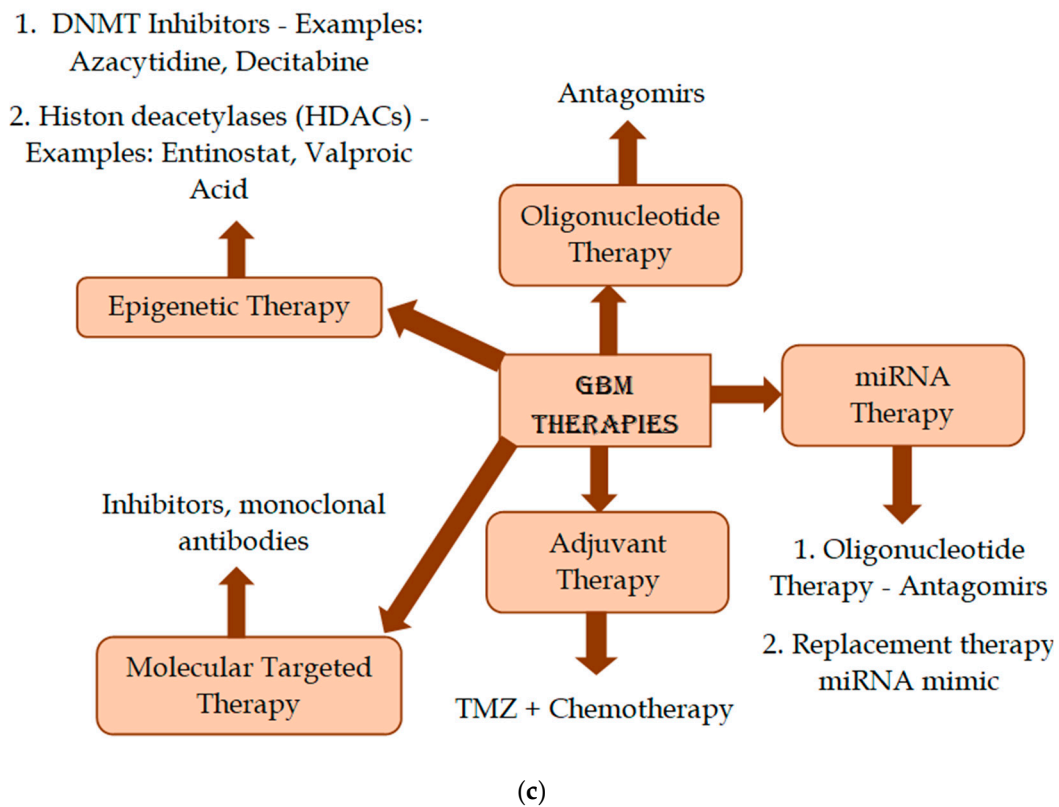 1. DNMT Inhibitors - Examples:
Azacytidine, Decitabine
2. Histon deacetylases (HDACs) -
Examples: Entinostat, Valproic
Acid
Epigenetic Therapy
Antagomirs
Oligonucleotide
Therapy
GBM
THERAPIES
miRNA
Therapy
1. Oligonucleotide
Therapy - Antagomirs
2. Replacement therapy
miRNA mimic
Inhibitors, monoclonal
antibodies
Molecular Targeted
Therapy
Adjuvant
Therapy
TMZ + Chemotherapy
(c)